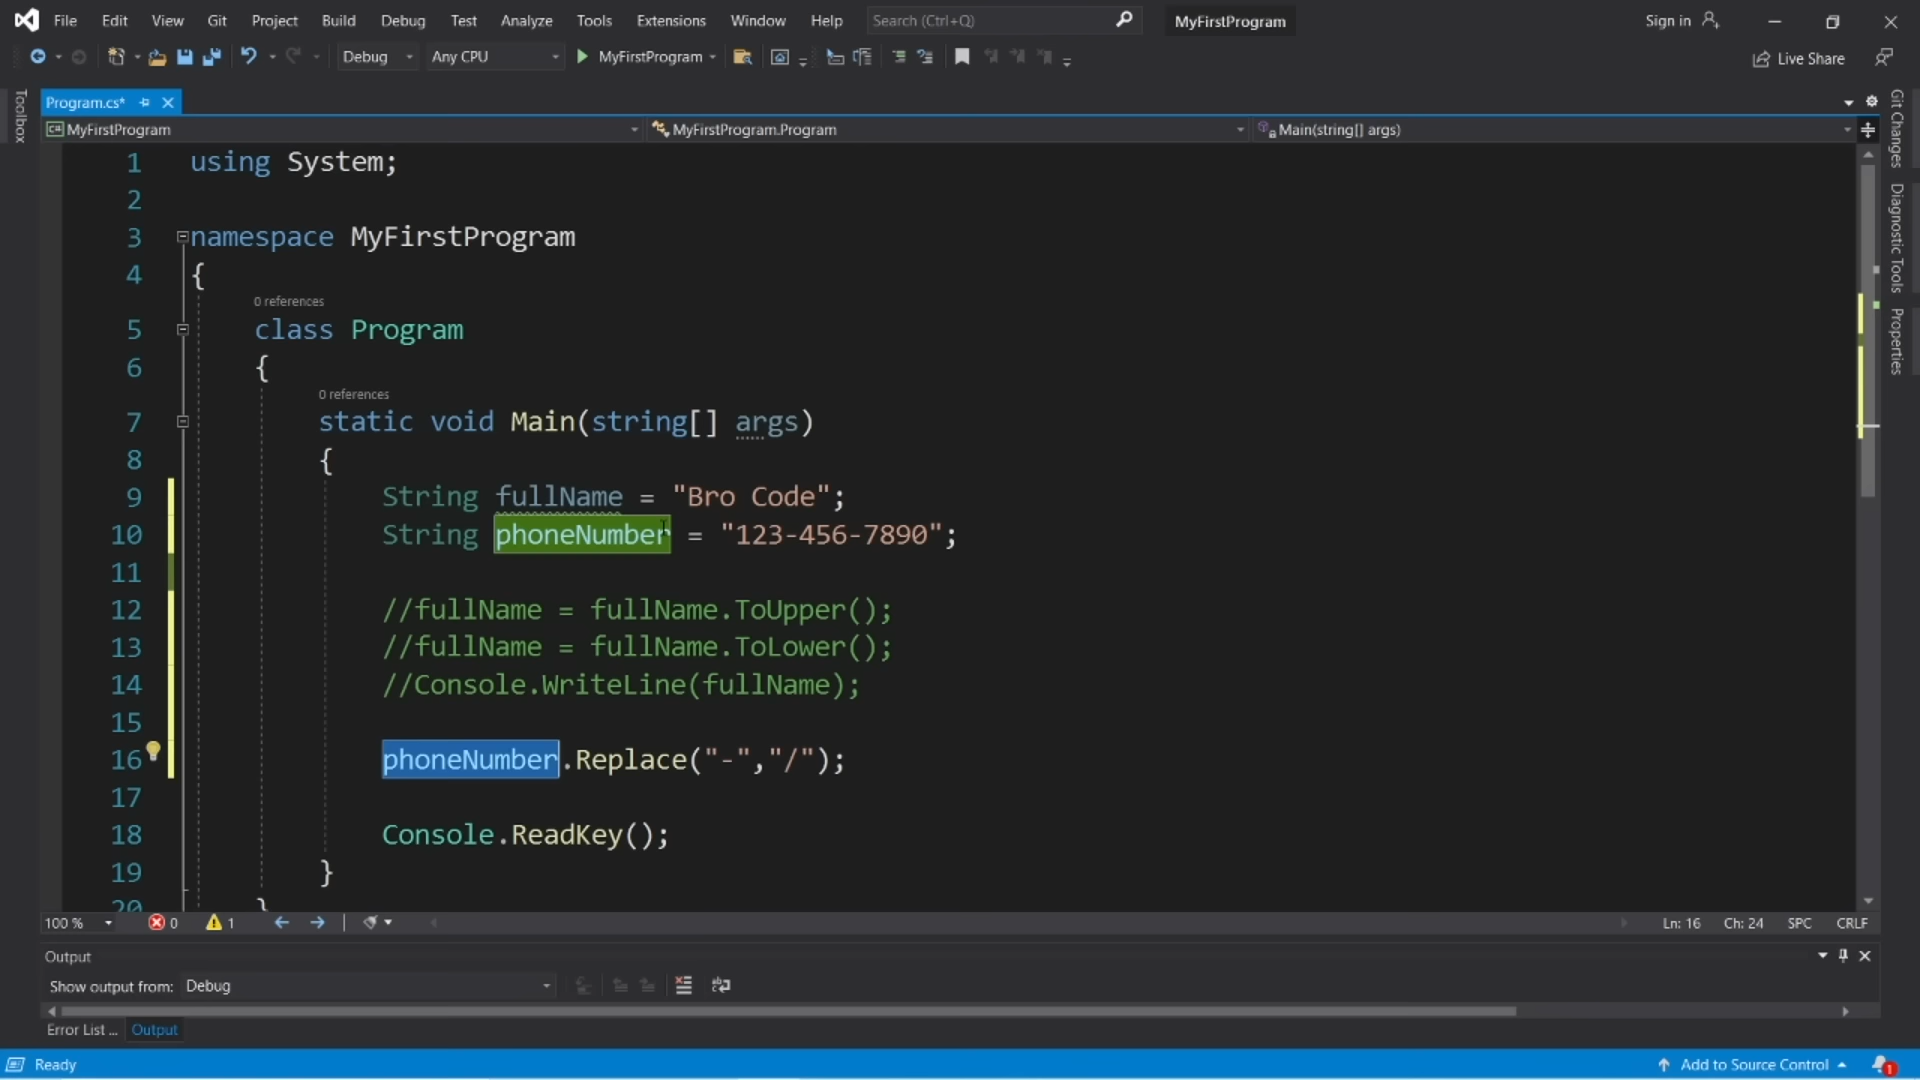 File Edit View Git Project Build Debug Test Analyze Tools Extensions Window Help Search (Ctrl+Q) MyFirstProgram Sign in
Debug Any CPU MyFirstProgram Live Share
Toolbox
Program.cs*
MyFirstProgram MyFirstProgram.Program Main(string[] args)
1 using System;
2
3 namespace MyFirstProgram
4 {
0 references
5 class Program
6 {
0 references
7 static void Main(string[] args)
8 {
9 String fullName = "Bro Code";
10 String phoneNumber = "123-456-7890";
11
12 //fullName = fullName.ToUpper();
13 //fullName = fullName.ToLower();
14 //Console.WriteLine(fullName);
15
16 phoneNumber.Replace("-","/");
17
18 Console.ReadKey();
19 }
20 }
Git Changes
Diagnostic Tools
Properties
100 % 0 1 Ln: 16 Ch: 24 SPC CRLF
Output
Show output from: Debug
Error List ... Output
Ready Add to Source Control 1